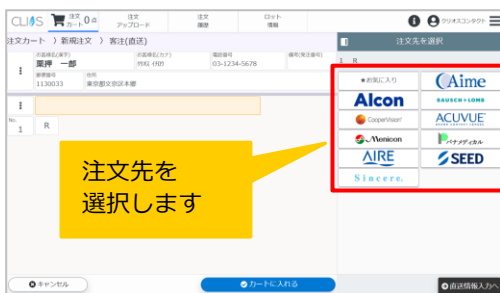 CLIOS
注文カート 0点
注文アップロード
注文履歴
ロット情報
クリオスコンタクト
注文カート 〉 新規注文 〉 客注(直送)
注文先を選択
お客様名(漢字)
栗押 一郎
お客様名(カナ)
クリオス イチロウ
電話番号
03-1234-5678
備考(発注番号)
郵便番号
1130033
住所
東京都文京区本郷
1 R
No.
1
R
★お気に入り
Aime
Alcon
BAUSCH+LOMB
CooperVision
ACUVUE
Menicon
パナメディカル
AIRE
SEED
Sincere.
注文先を
選択します
キャンセル
カートに入れる
直送情報入力へ